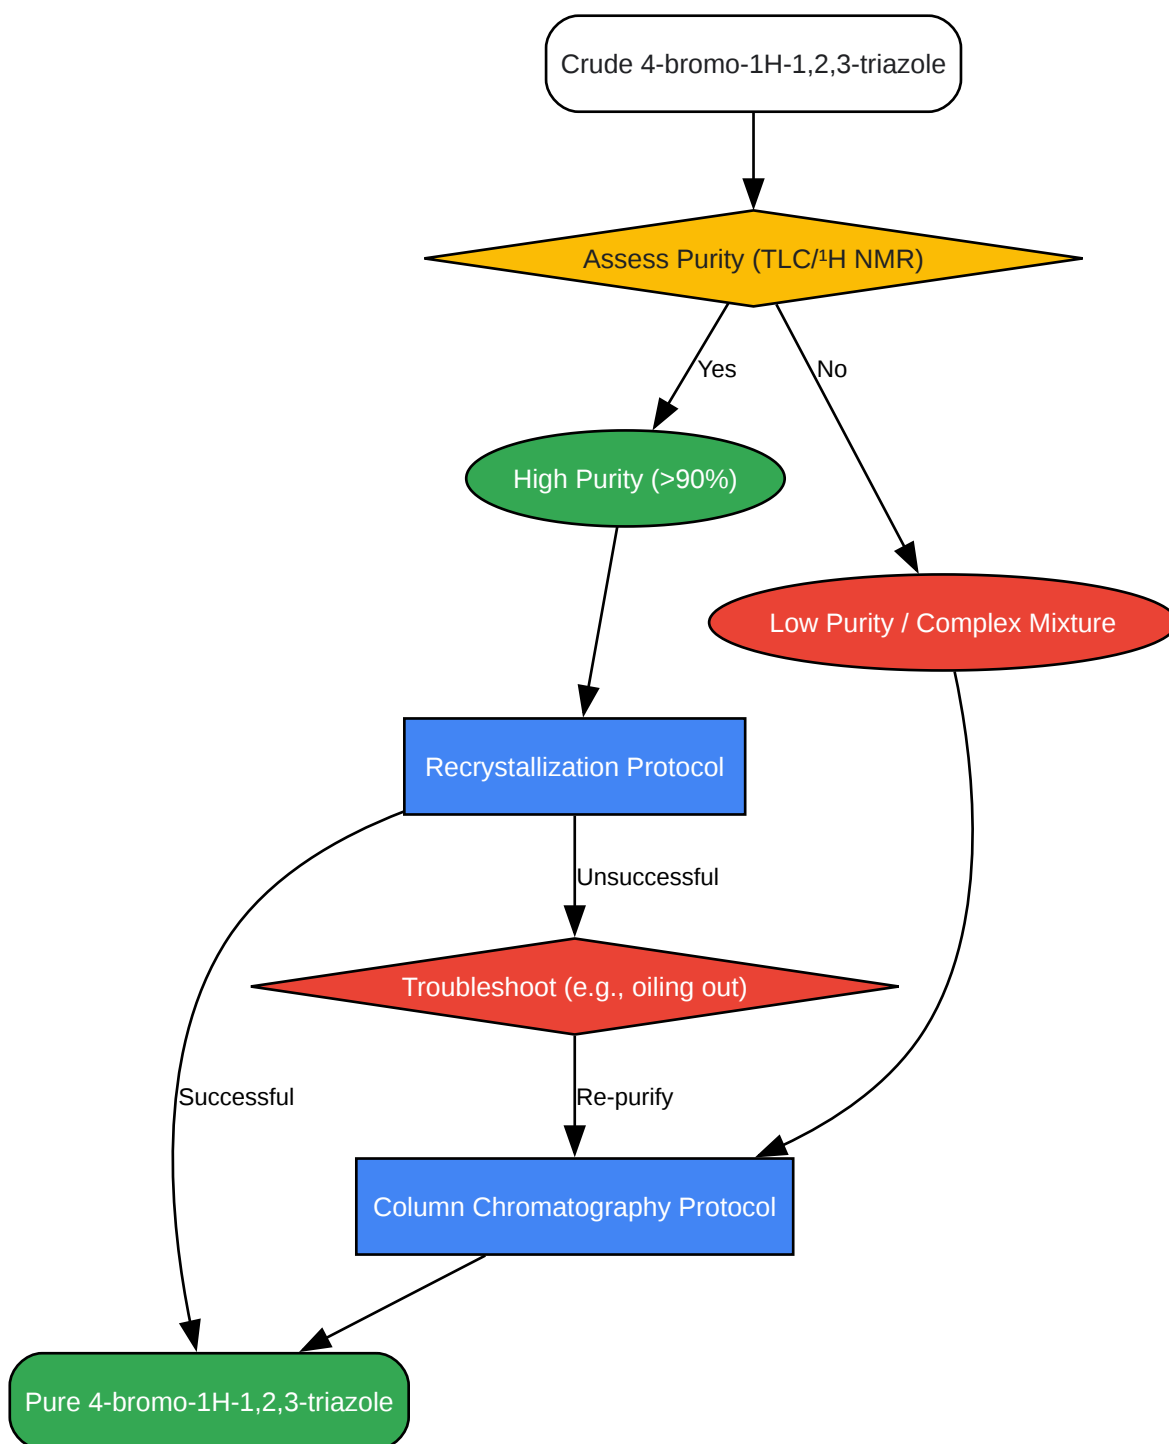 Crude 4-bromo-1H-1,2,3-triazole
Assess Purity (TLC/¹H NMR)
Yes
No
High Purity (>90%)
Low Purity / Complex Mixture
Recrystallization Protocol
Unsuccessful
Troubleshoot (e.g., oiling out)
Successful
Re-purify
Column Chromatography Protocol
Pure 4-bromo-1H-1,2,3-triazole